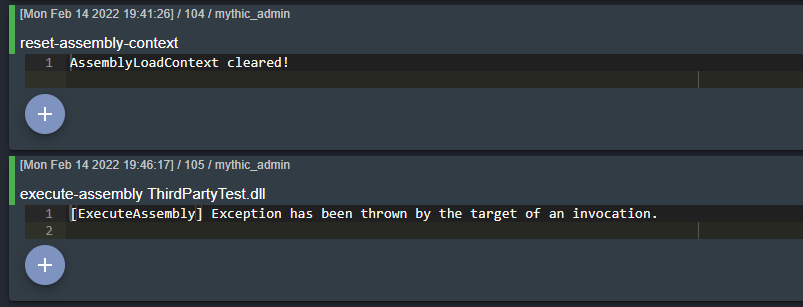 [Mon Feb 14 2022 19:41:26] / 104 / mythic_admin
reset-assembly-context
1 AssemblyLoadContext cleared!
+
[Mon Feb 14 2022 19:46:17] / 105 / mythic_admin
execute-assembly ThirdPartyTest.dll
1 [ExecuteAssembly] Exception has been thrown by the target of an invocation.
2
+